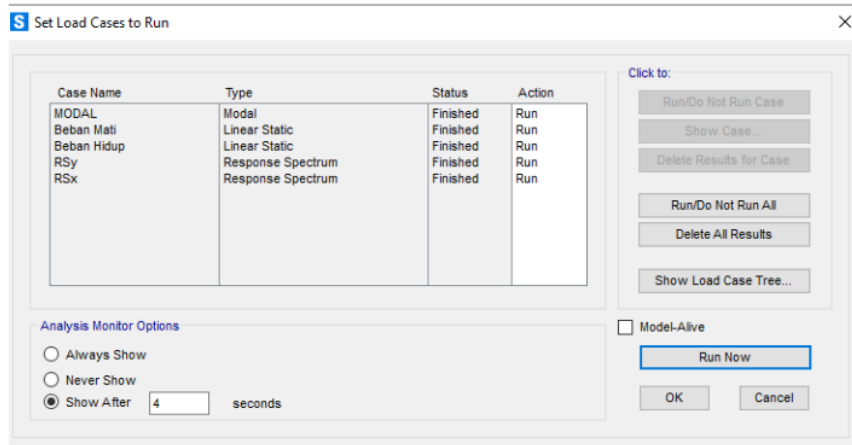 S Set Load Cases to Run
Click to:
Case Name Type Status Action
MODAL Modal Finished Run
Beban Mati Linear Static Finished Run
Beban Hidup Linear Static Finished Run
RSy Response Spectrum Finished Run
RSx Response Spectrum Finished Run
Run/Do Not Run Case
Show Case...
Delete Results for Case
Run/Do Not Run All
Delete All Results
Show Load Case Tree...
Analysis Monitor Options
Always Show
Never Show
Show After 4 seconds
Model-Alive
Run Now
OK Cancel